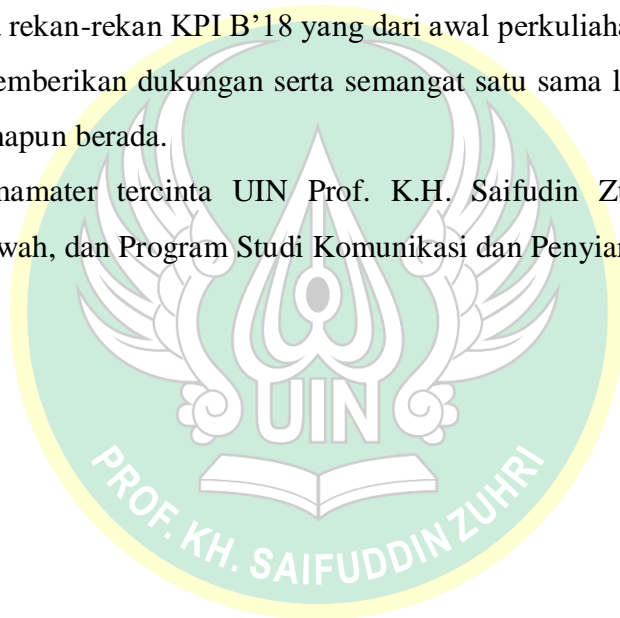 rekan-rekan KPI B’18 yang dari awal perkuliaha
emberikan dukungan serta semangat satu sama l
napun berada.
namater tercinta UIN Prof. K.H. Saifudin Zu
wah, dan Program Studi Komunikasi dan Penyiar
UIN
PROF. KH. SAIFUDDIN ZUHRI